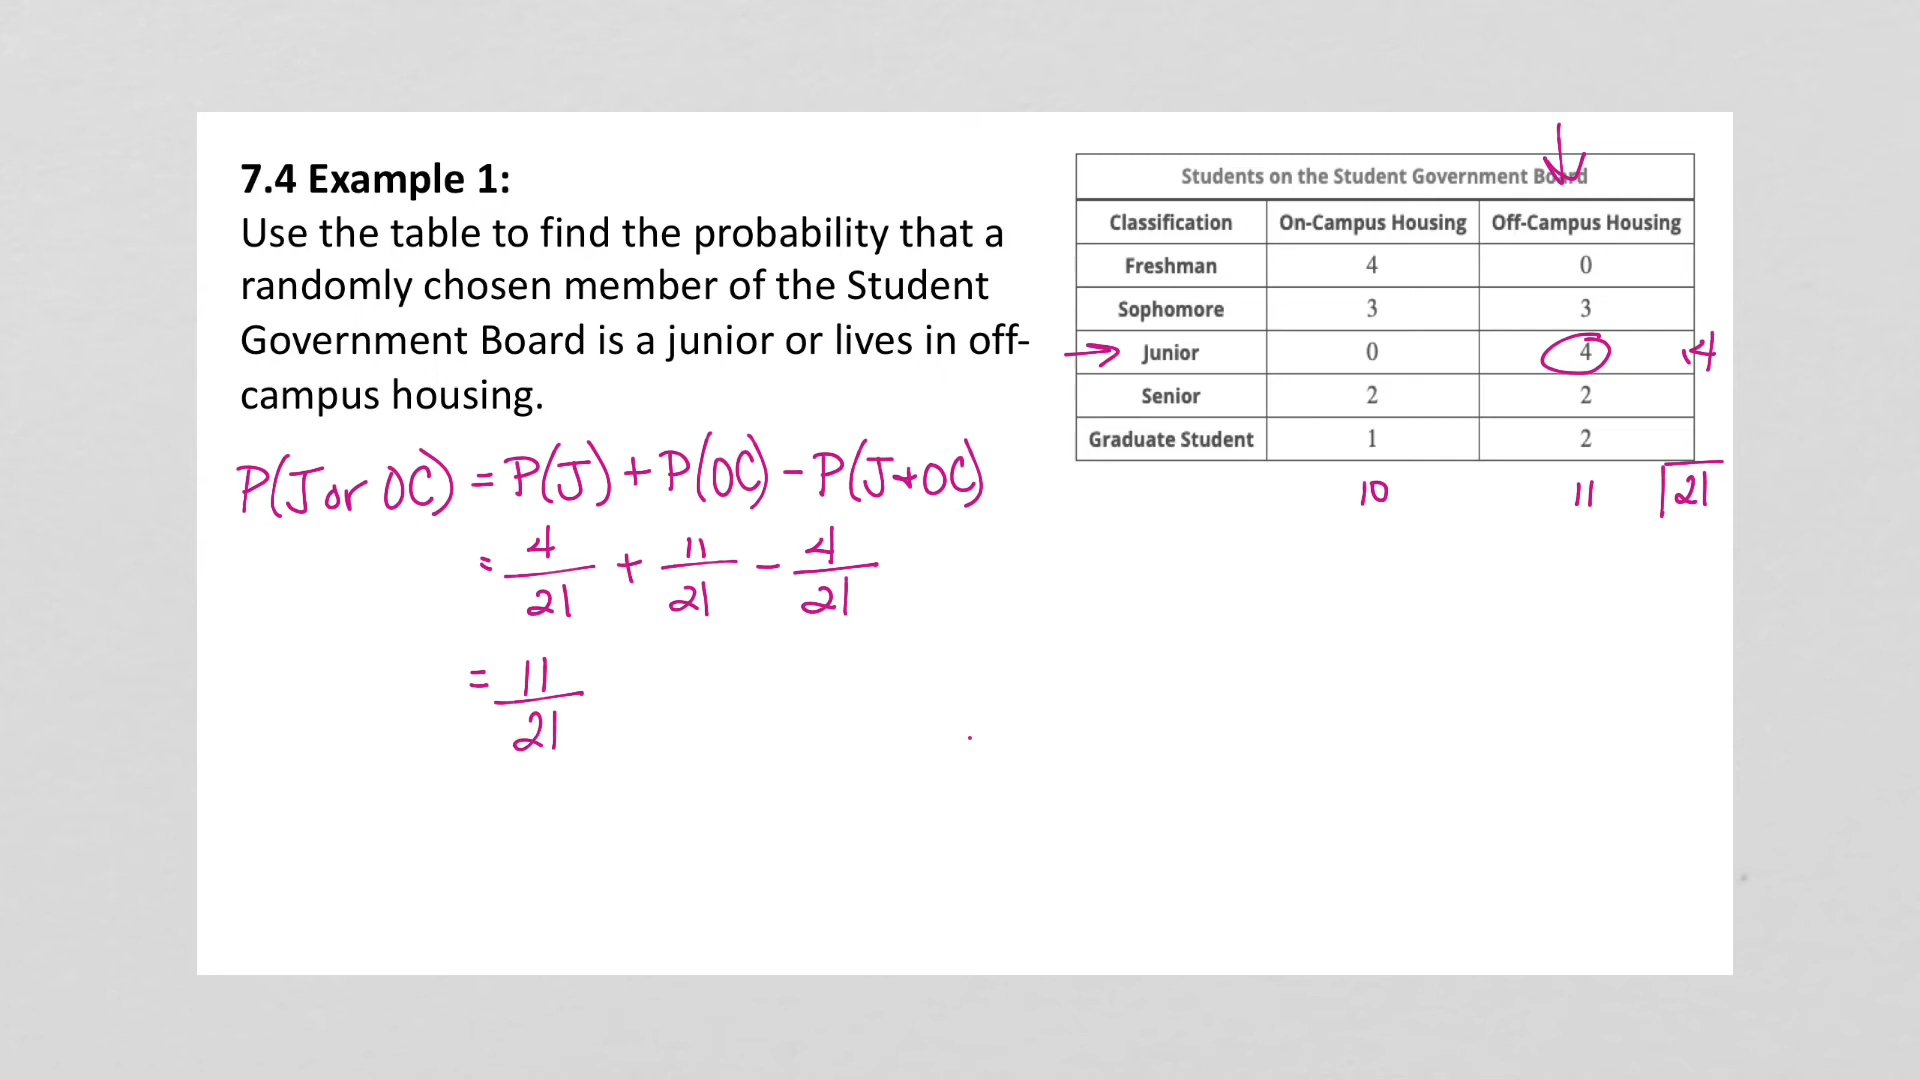 7.4 Example 1:
Use the table to find the probability that a
randomly chosen member of the Student
Government Board is a junior or lives in off-
campus housing.
P(J or OC) = P(J) + P(OC) - P(J+OC)
= 4/21 + 11/21 - 4/21
= 11/21
Students on the Student Government Board
Classification On-Campus Housing Off-Campus Housing
Freshman 4 0
Sophomore 3 3
Junior 0 4 4
Senior 2 2
Graduate Student 1 2
10 11 21